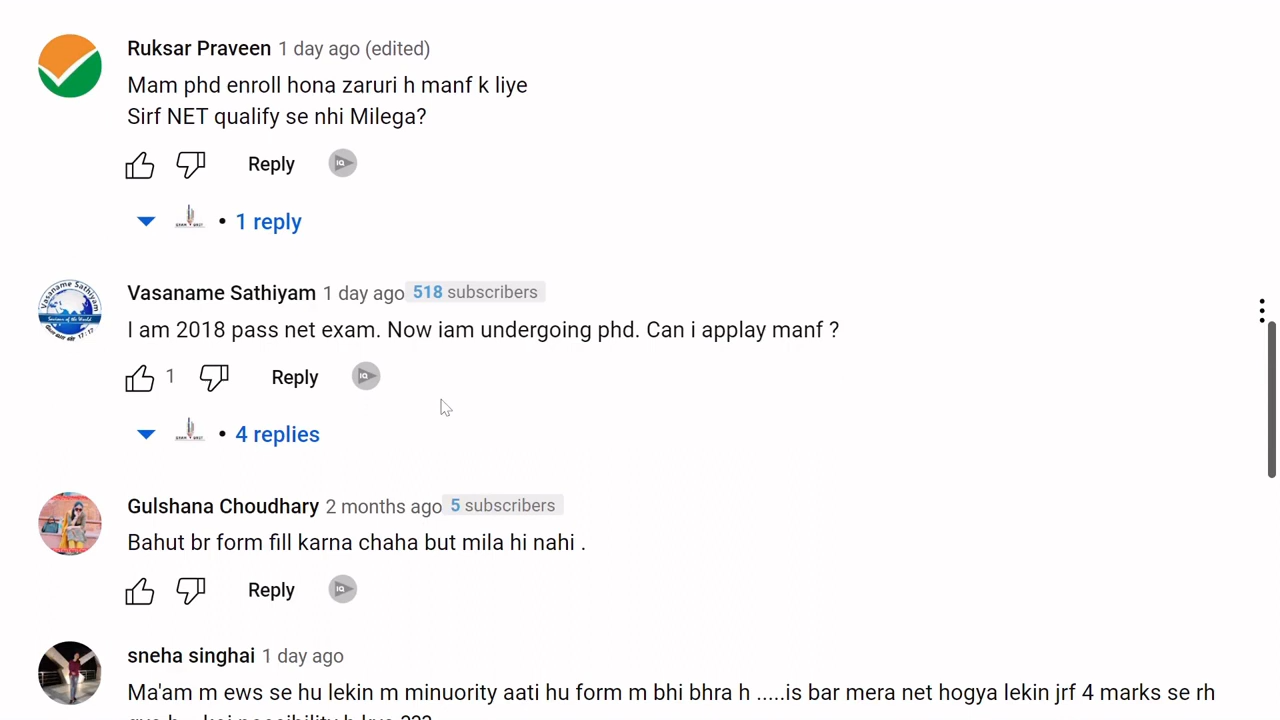 Ruksar Praveen 1 day ago (edited)
Mam phd enroll hona zaruri h manf k liye
Sirf NET qualify se nhi Milega?
Reply
• 1 reply
Vasaname Sathiyam 1 day ago 518 subscribers
I am 2018 pass net exam. Now iam undergoing phd. Can i applay manf ?
1 Reply
• 4 replies
Gulshana Choudhary 2 months ago 5 subscribers
Bahut br form fill karna chaha but mila hi nahi .
Reply
sneha singhai 1 day ago
Ma'am m ews se hu lekin m minuority aati hu form m bhi bhra h .....is bar mera net hogya lekin jrf 4 marks se rh